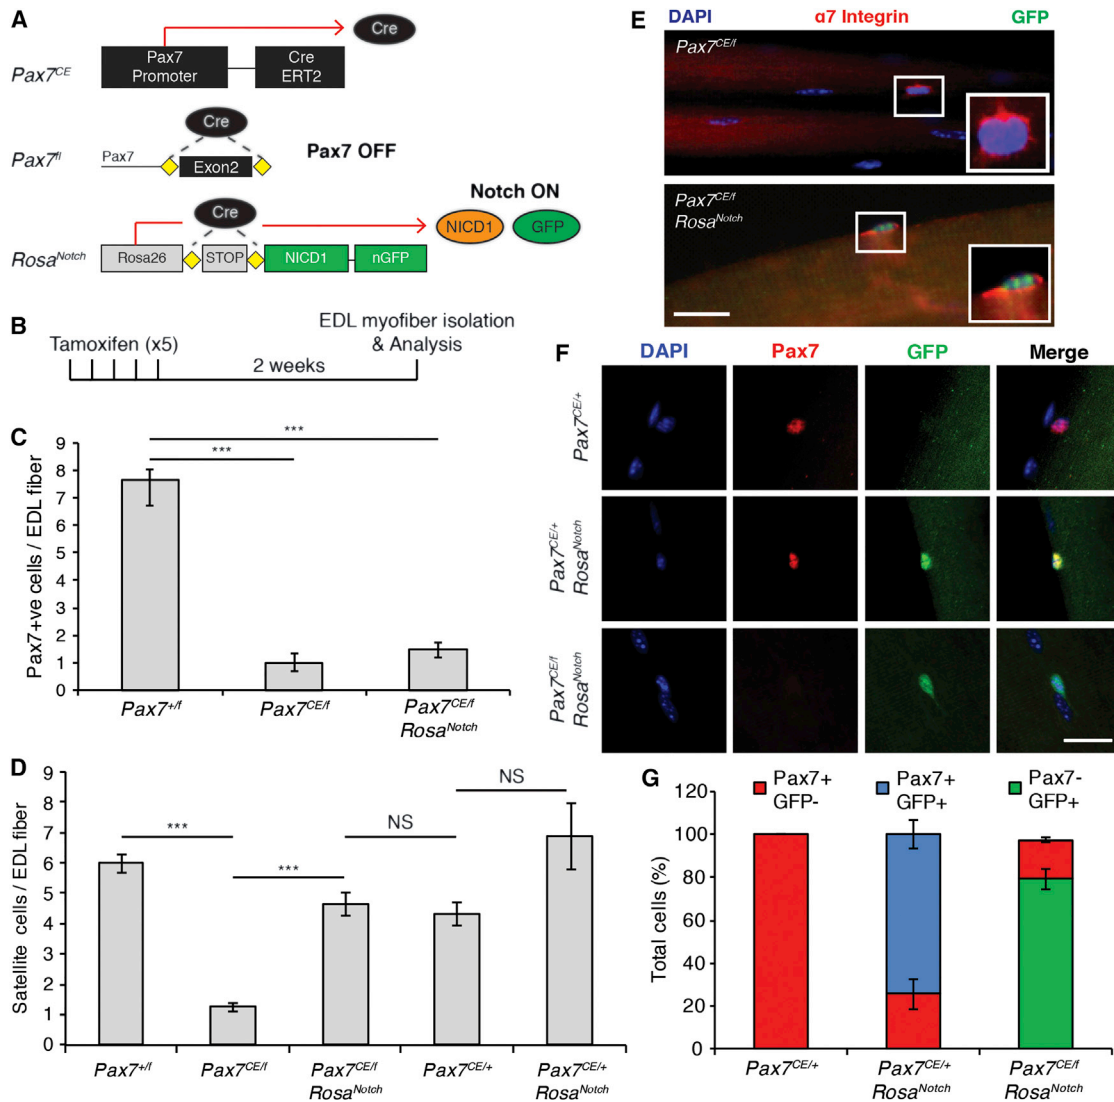 A
Cre
Pax7^CE
Pax7 Promoter
Cre ERT2
Cre
Pax7^fl
Pax7
Exon2
Pax7 OFF
Cre
Notch ON
NICD1
GFP
Rosa^Notch
Rosa26
STOP
NICD1
nGFP
B
Tamoxifen (x5)
2 weeks
EDL myofiber isolation
& Analysis
C
Pax7+ve cells / EDL fiber
9
8
7
6
5
4
3
2
1
0
***
***
Pax7^+/f
Pax7^CE/f
Pax7^CE/f
Rosa^Notch
D
Satellite cells / EDL fiber
9
8
7
6
5
4
3
2
1
0
***
***
NS
NS
Pax7^+/f
Pax7^CE/f
Pax7^CE/f
Rosa^Notch
Pax7^CE/+
Pax7^CE/+
Rosa^Notch
E
DAPI
α7 Integrin
GFP
Pax7^CE/f
Pax7^CE/f
Rosa^Notch
F
DAPI
Pax7
GFP
Merge
Pax7^CE/+
Pax7^CE/+
Rosa^Notch
Pax7^CE/f
Rosa^Notch
G
Pax7+
GFP-
Pax7+
GFP+
Pax7-
GFP+
Total cells (%)
120
100
80
60
40
20
0
Pax7^CE/+
Pax7^CE/+
Rosa^Notch
Pax7^CE/f
Rosa^Notch